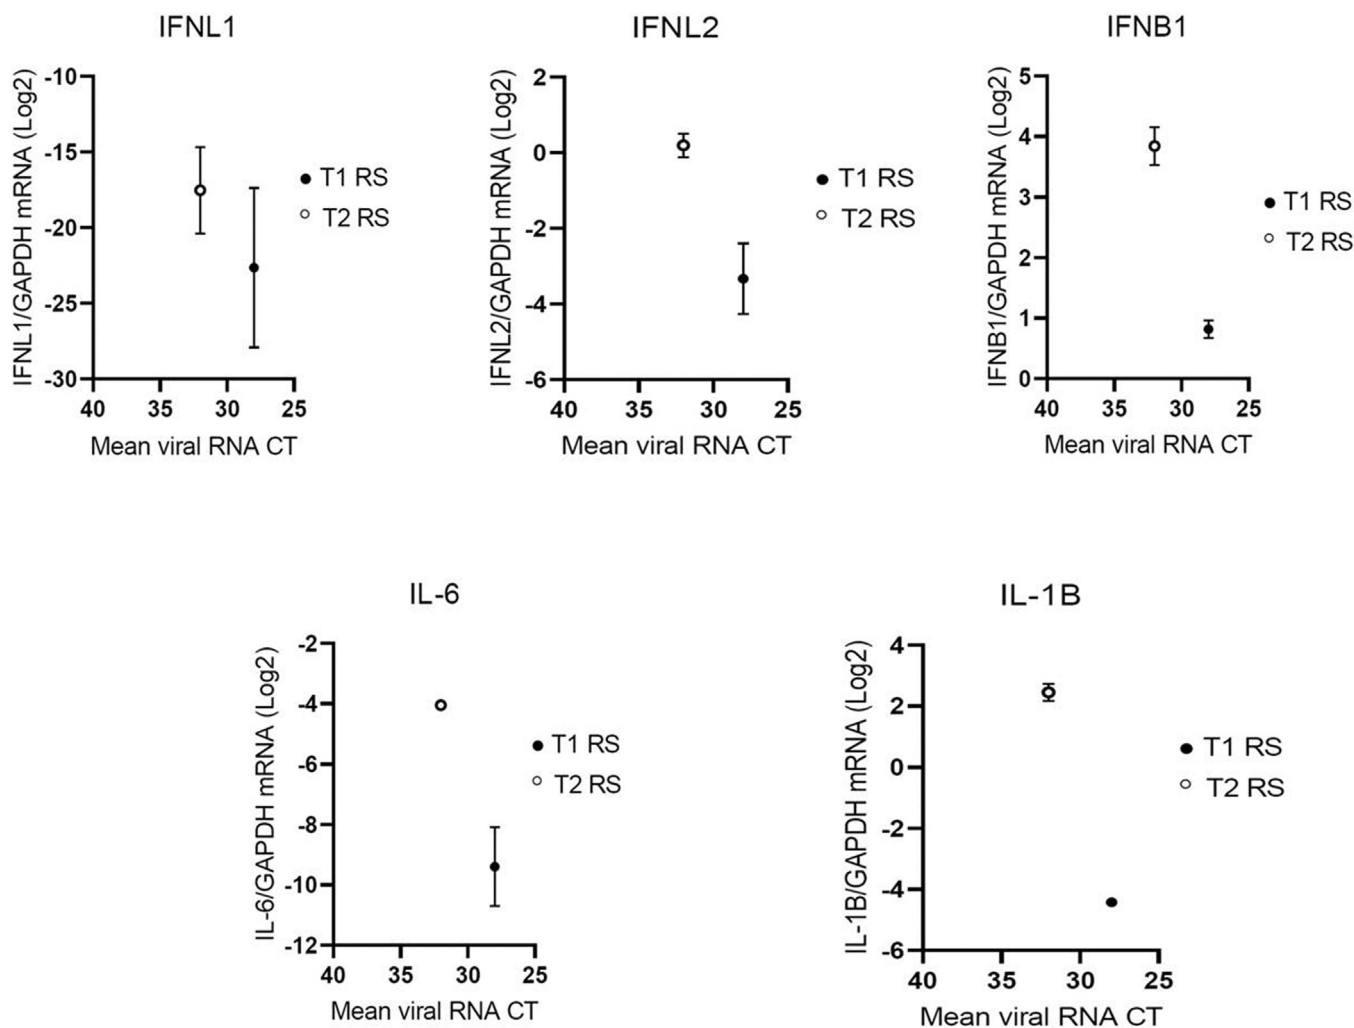 IFNL1
IFNL1/GAPDH mRNA (Log2)
-10
-15
-20
-25
-30
40 35 30 25
Mean viral RNA CT
T1 RS
T2 RS
IFNL2
IFNL2/GAPDH mRNA (Log2)
2
0
-2
-4
-6
40 35 30 25
Mean viral RNA CT
T1 RS
T2 RS
IFNB1
IFNB1/GAPDH mRNA (Log2)
5
4
3
2
1
0
40 35 30 25
Mean viral RNA CT
T1 RS
T2 RS
IL-6
IL-6/GAPDH mRNA (Log2)
-2
-4
-6
-8
-10
-12
40 35 30 25
Mean viral RNA CT
T1 RS
T2 RS
IL-1B
IL-1B/GAPDH mRNA (Log2)
4
2
0
-2
-4
-6
40 35 30 25
Mean viral RNA CT
T1 RS
T2 RS